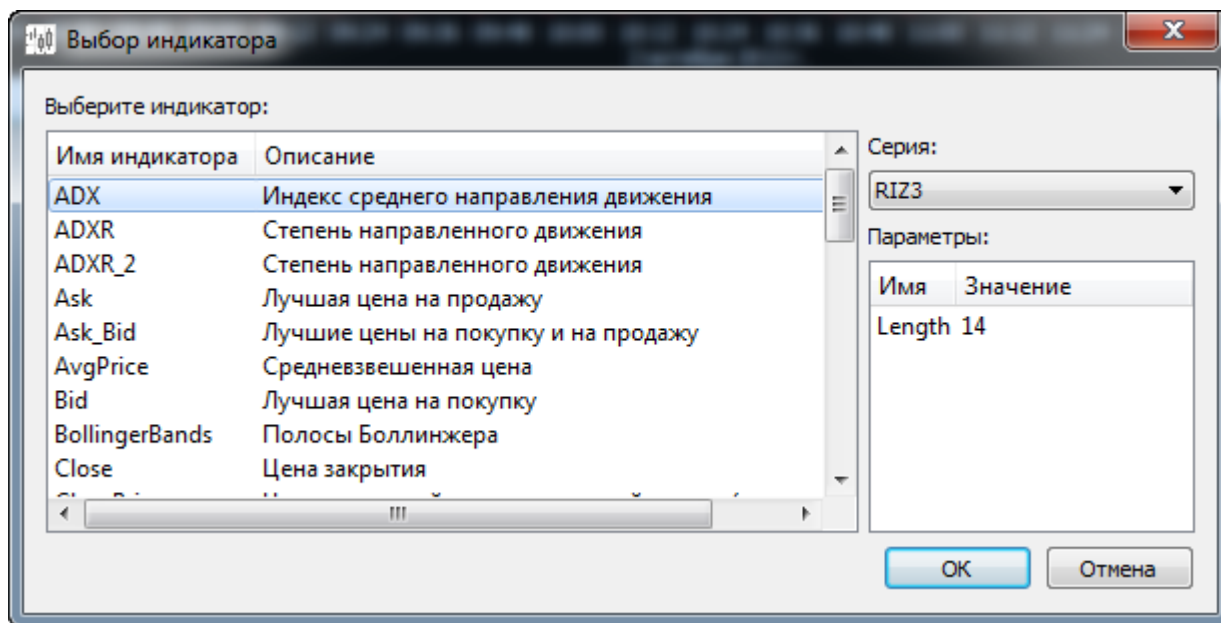 Выбор индикатора
Выберите индикатор:
Имя индикатора Описание
ADX Индекс среднего направления движения
ADXR Степень направленного движения
ADXR_2 Степень направленного движения
Ask Лучшая цена на продажу
Ask_Bid Лучшие цены на покупку и на продажу
AvgPrice Средневзвешенная цена
Bid Лучшая цена на покупку
BollingerBands Полосы Боллинжера
Close Цена закрытия
Серия:
RIZ3
Параметры:
Имя Значение
Length 14
OK Отмена